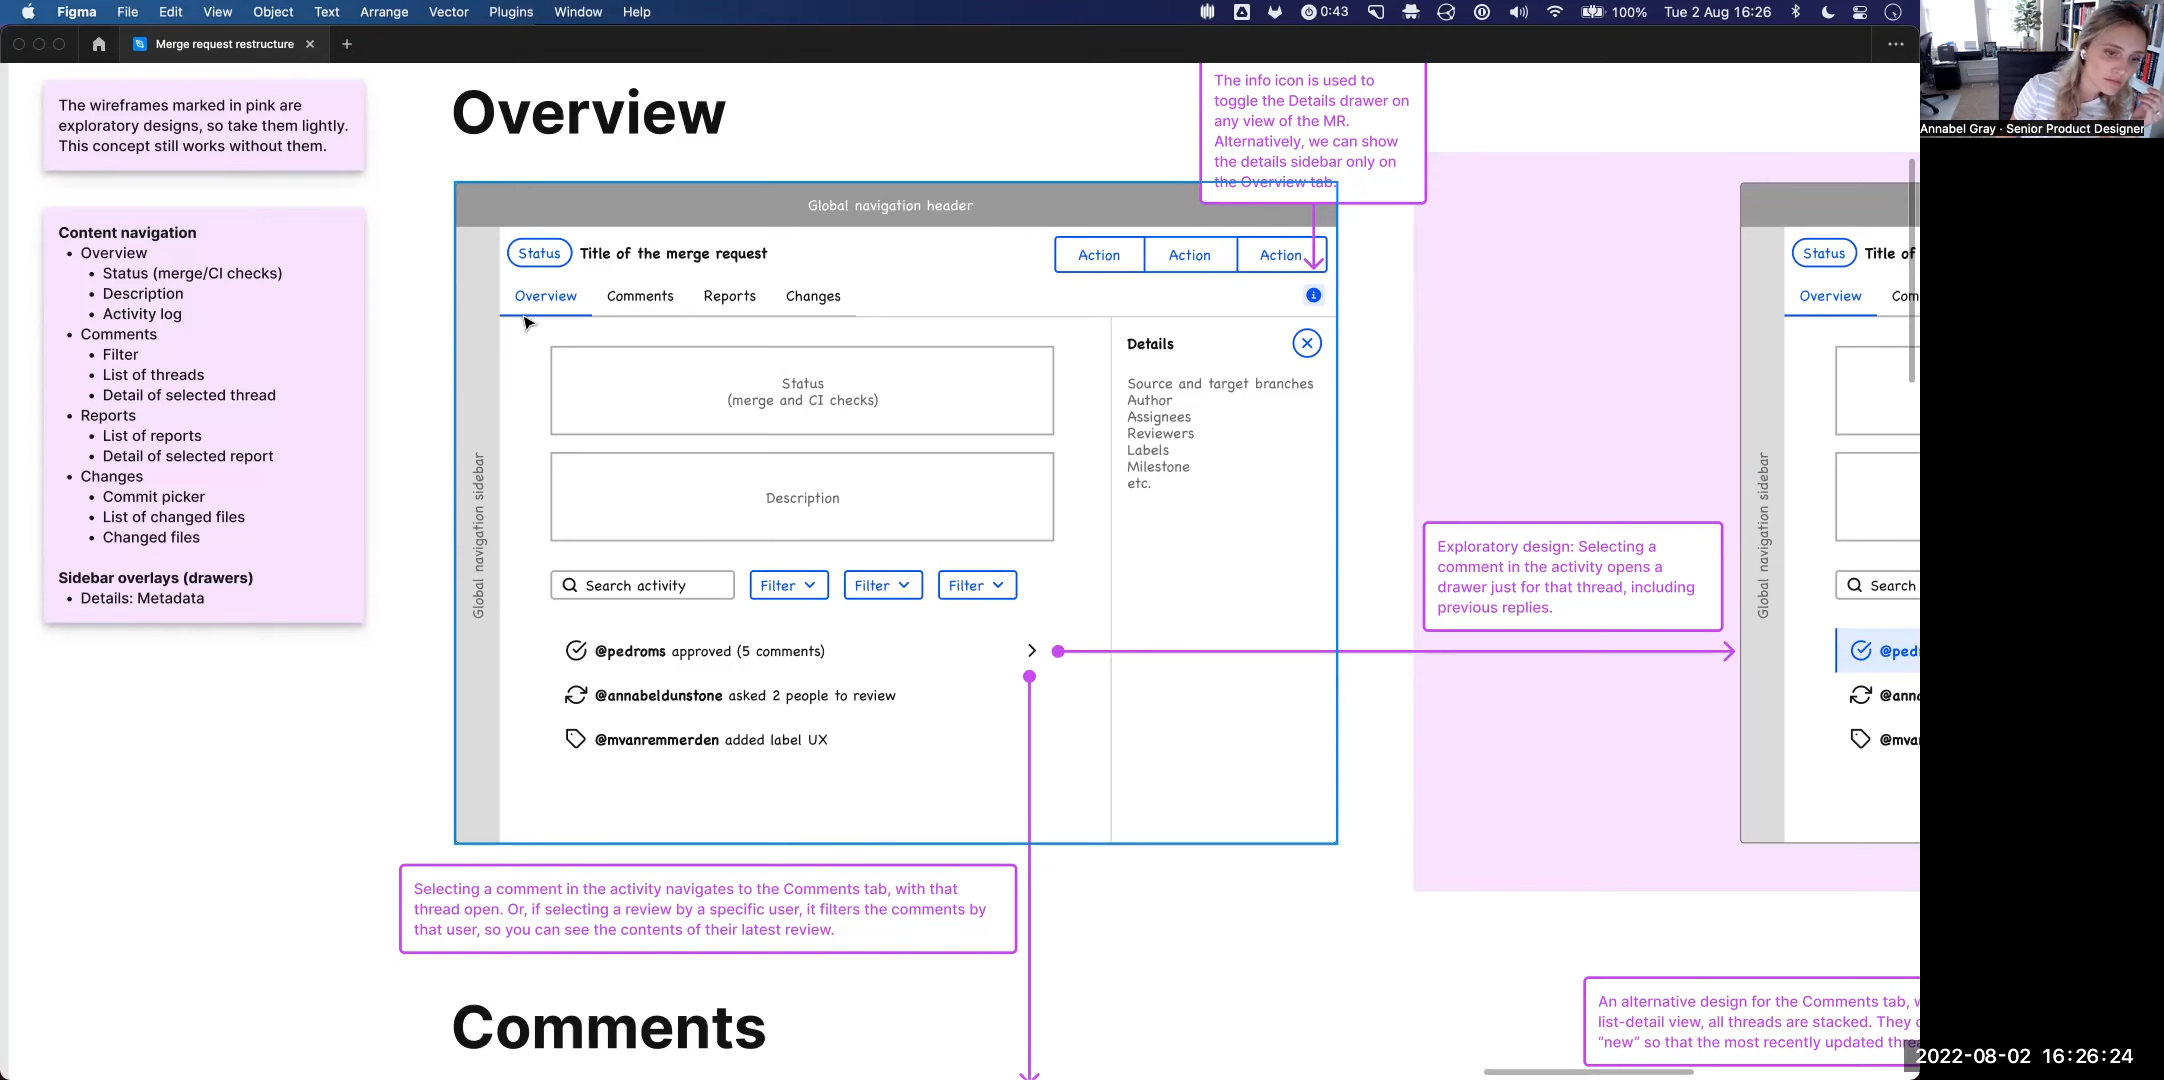 Figma File Edit View Object Text Arrange Vector Plugins Window Help
0:43 100% Tue 2 Aug 16:26
Merge request restructure
The wireframes marked in pink are
exploratory designs, so take them lightly.
This concept still works without them.
Content navigation
• Overview
• Status (merge/CI checks)
• Description
• Activity log
• Comments
• Filter
• List of threads
• Detail of selected thread
• Reports
• List of reports
• Detail of selected report
• Changes
• Commit picker
• List of changed files
• Changed files
Sidebar overlays (drawers)
• Details: Metadata
Overview
The info icon is used to
toggle the Details drawer on
any view of the MR.
Alternatively, we can show
the details sidebar only on
the Overview tab.
Global navigation header
Global navigation sidebar
Status Title of the merge request
Action Action Action
Overview Comments Reports Changes
Status
(merge and CI checks)
Description
Search activity Filter Filter Filter
@pedroms approved (5 comments)
@annabeldunstone asked 2 people to review
@mvanremmerden added label UX
Details
Source and target branches
Author
Assignees
Reviewers
Labels
Milestone
etc.
Exploratory design: Selecting a
comment in the activity opens a
drawer just for that thread, including
previous replies.
Global navigation sidebar
Status Title of
Overview Com
Search
@ped
@anna
@mva
Selecting a comment in the activity navigates to the Comments tab, with that
thread open. Or, if selecting a review by a specific user, it filters the comments by
that user, so you can see the contents of their latest review.
Comments
An alternative design for the Comments tab,
list-detail view, all threads are stacked. They
“new” so that the most recently updated
Annabel Gray · Senior Product Designer
2022-08-02 16:26:24